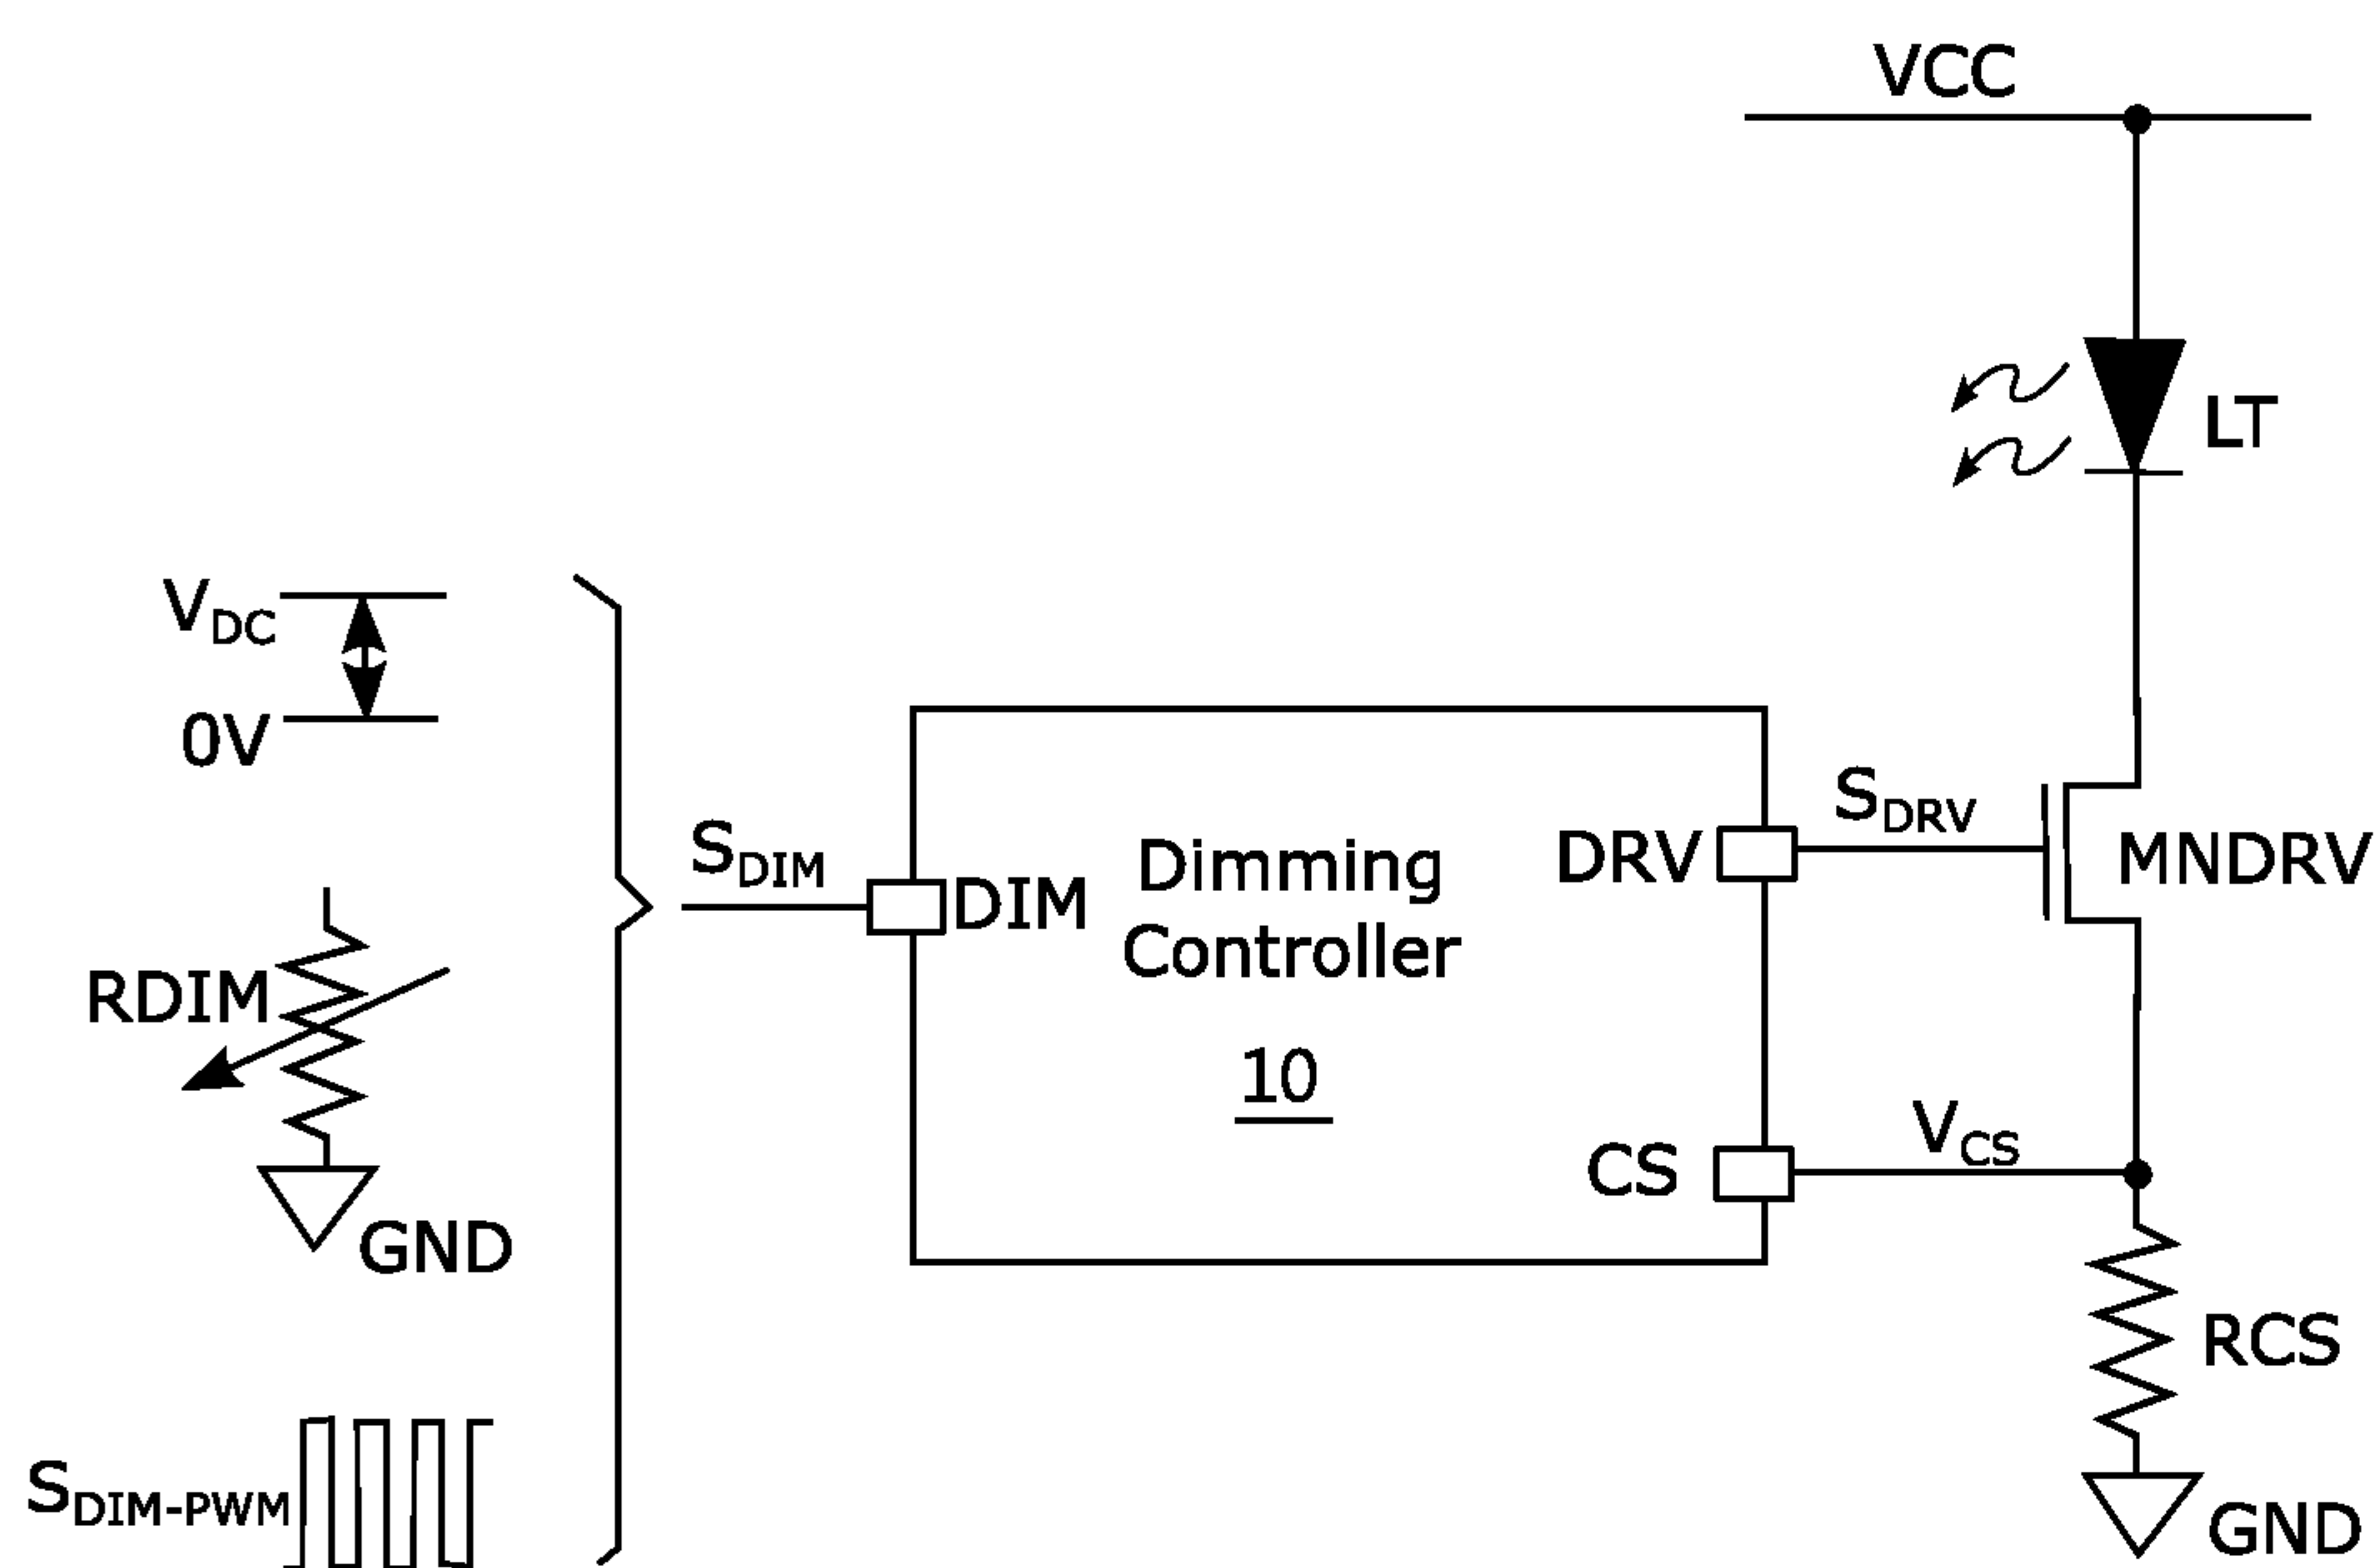 VCC
LT
VDC
0V
SDIM
DIM
Dimming
Controller
10
DRV
SDRV
MNDRV
RDIM
GND
CS
VCS
RCS
GND
SDIM-PWM